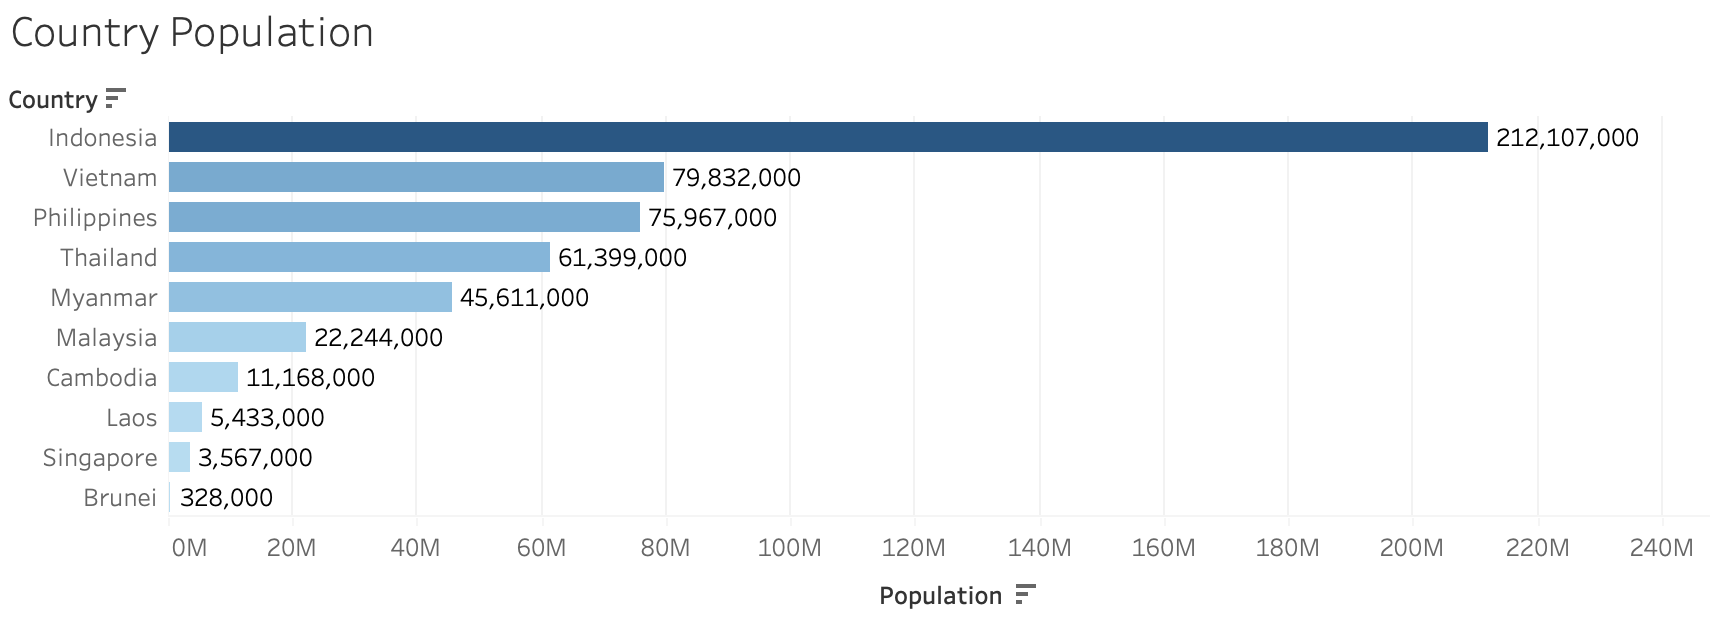 Country Population
Country
Indonesia 212,107,000
Vietnam 79,832,000
Philippines 75,967,000
Thailand 61,399,000
Myanmar 45,611,000
Malaysia 22,244,000
Cambodia 11,168,000
Laos 5,433,000
Singapore 3,567,000
Brunei 328,000
0M 20M 40M 60M 80M 100M 120M 140M 160M 180M 200M 220M 240M
Population